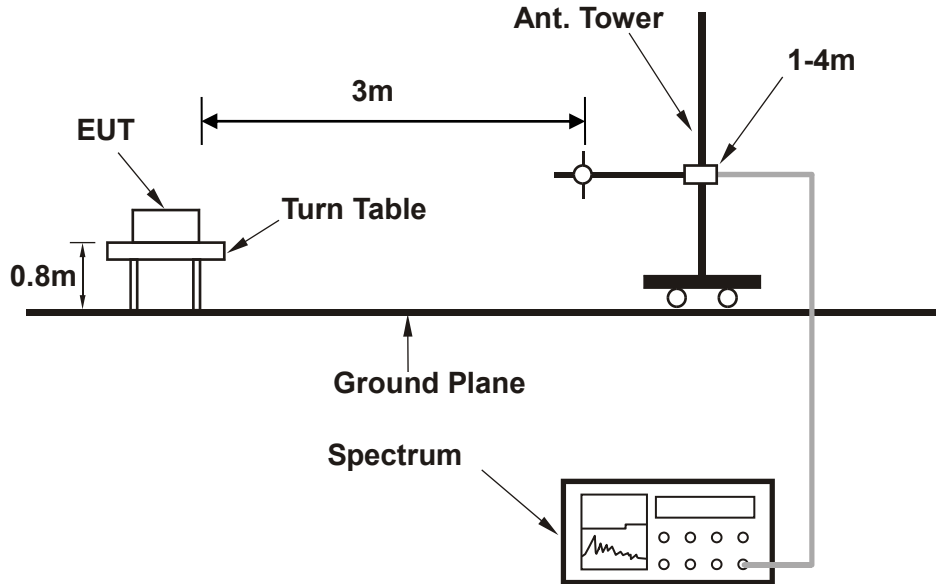 Ant. Tower
1-4m
3m
EUT
Turn Table
0.8m
Ground Plane
Spectrum